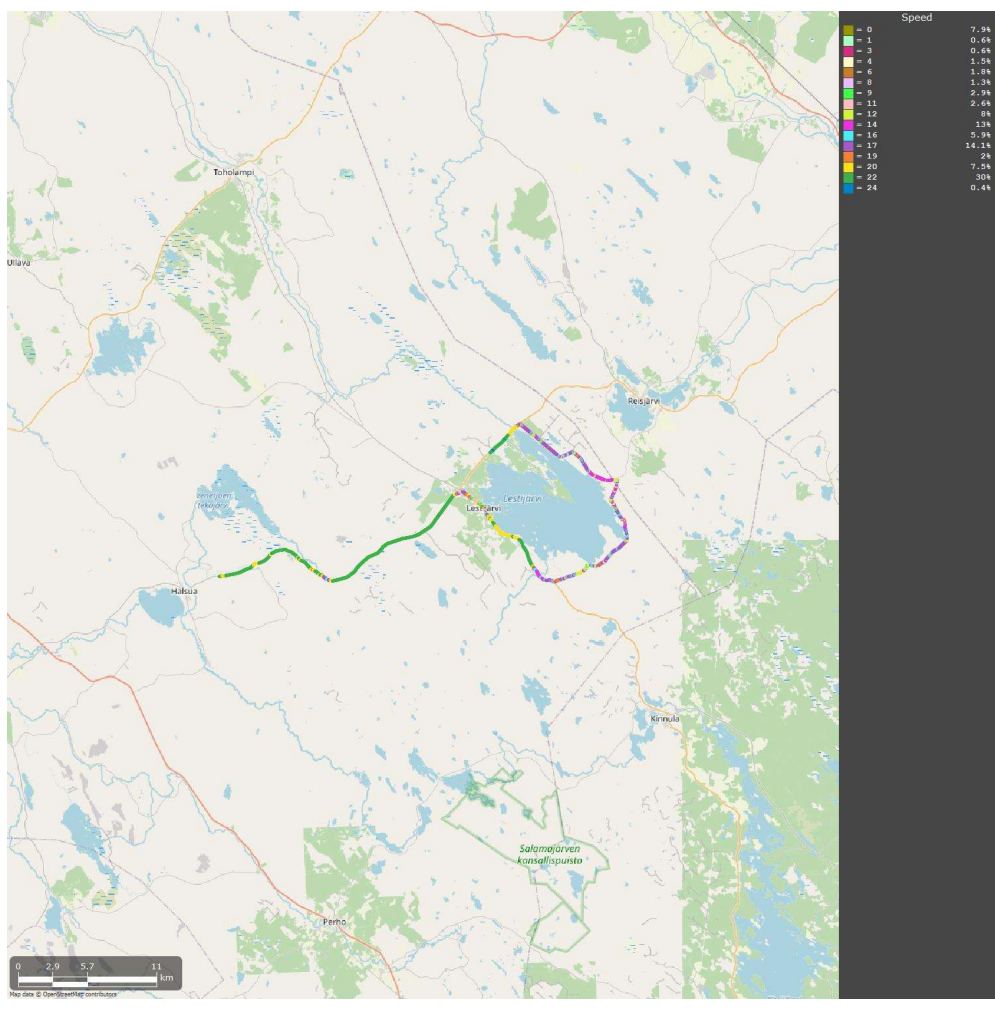 Speed
= 0 7.9%
= 1 0.6%
= 3 0.6%
= 4 1.5%
= 6 1.8%
= 8 1.3%
= 9 2.9%
= 11 2.6%
= 12 8%
= 14 13%
= 16 5.9%
= 17 14.1%
= 19 2%
= 20 7.5%
= 22 30%
= 24 0.4%
Toholampi
Ullava
Reisjärvi
Lestijärvi
Lestijärvi
tekojärvi
Halsua
Kinnula
Salamajärven
kansallispuisto
Perho
0 2.9 5.7 11
km
Map data © OpenStreetMap contributors